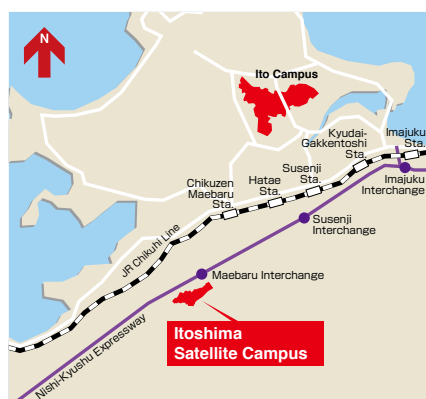 N
Ito Campus
Kyudai-
Gakkentoshi
Sta.
Imajuku
Sta.
Susenji
Sta.
Hatae
Sta.
Chikuzen
Maebaru
Sta.
Imajuku
Interchange
Susenji
Interchange
JR Chikuhi Line
Maebaru Interchange
Nishi-Kyushu Expressway
Itoshima
Satellite Campus